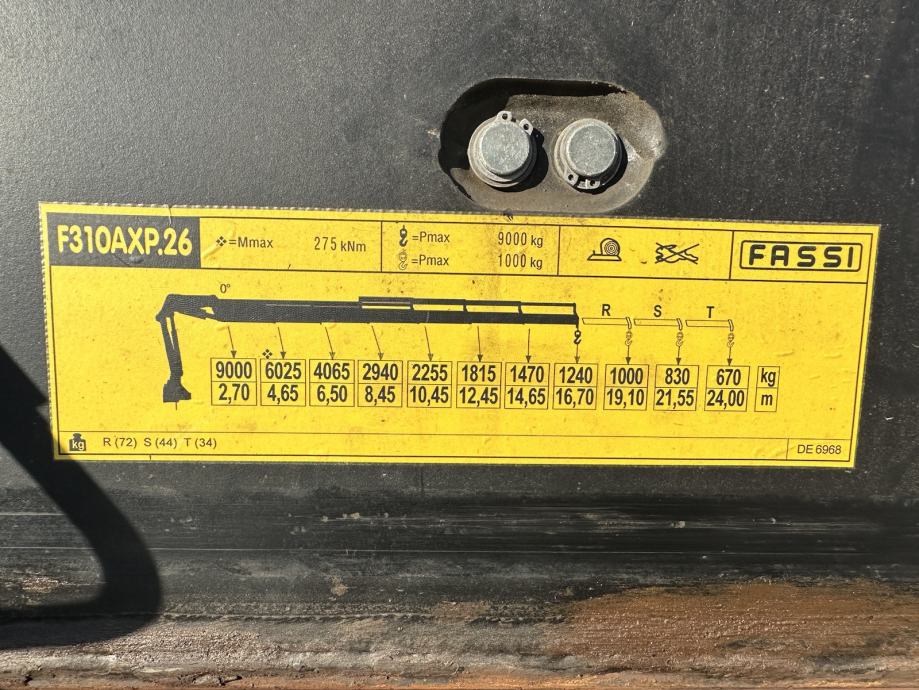 F310AXP.26
❖=Mmax 275 kNm
=Pmax 9000 kg
=Pmax 1000 kg
FASSI
0°
R S T
❖
9000 6025 4065 2940 2255 1815 1470 1240 1000 830 670 kg
2,70 4,65 6,50 8,45 10,45 12,45 14,65 16,70 19,10 21,55 24,00 m
kg R (72) S (44) T (34)
DE 6968